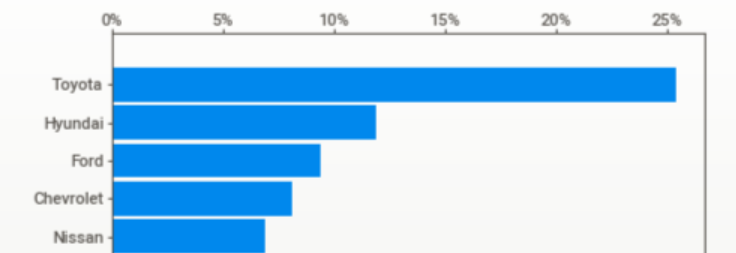 0% 5% 10% 15% 20% 25%
Toyota
Hyundai
Ford
Chevrolet
Nissan